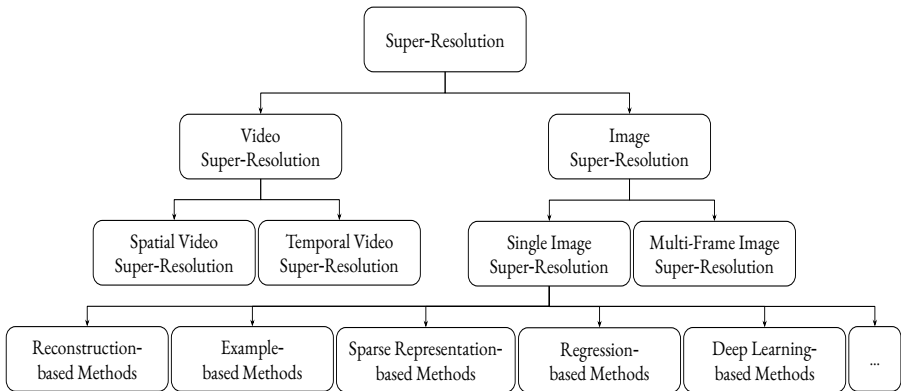 Super-Resolution
Video
Super-Resolution
Image
Super-Resolution
Spatial Video
Super-Resolution
Temporal Video
Super-Resolution
Single Image
Super-Resolution
Multi-Frame Image
Super-Resolution
Reconstruction-
based Methods
Example-
based Methods
Sparse Representation-
based Methods
Regression-
based Methods
Deep Learning-
based Methods
...